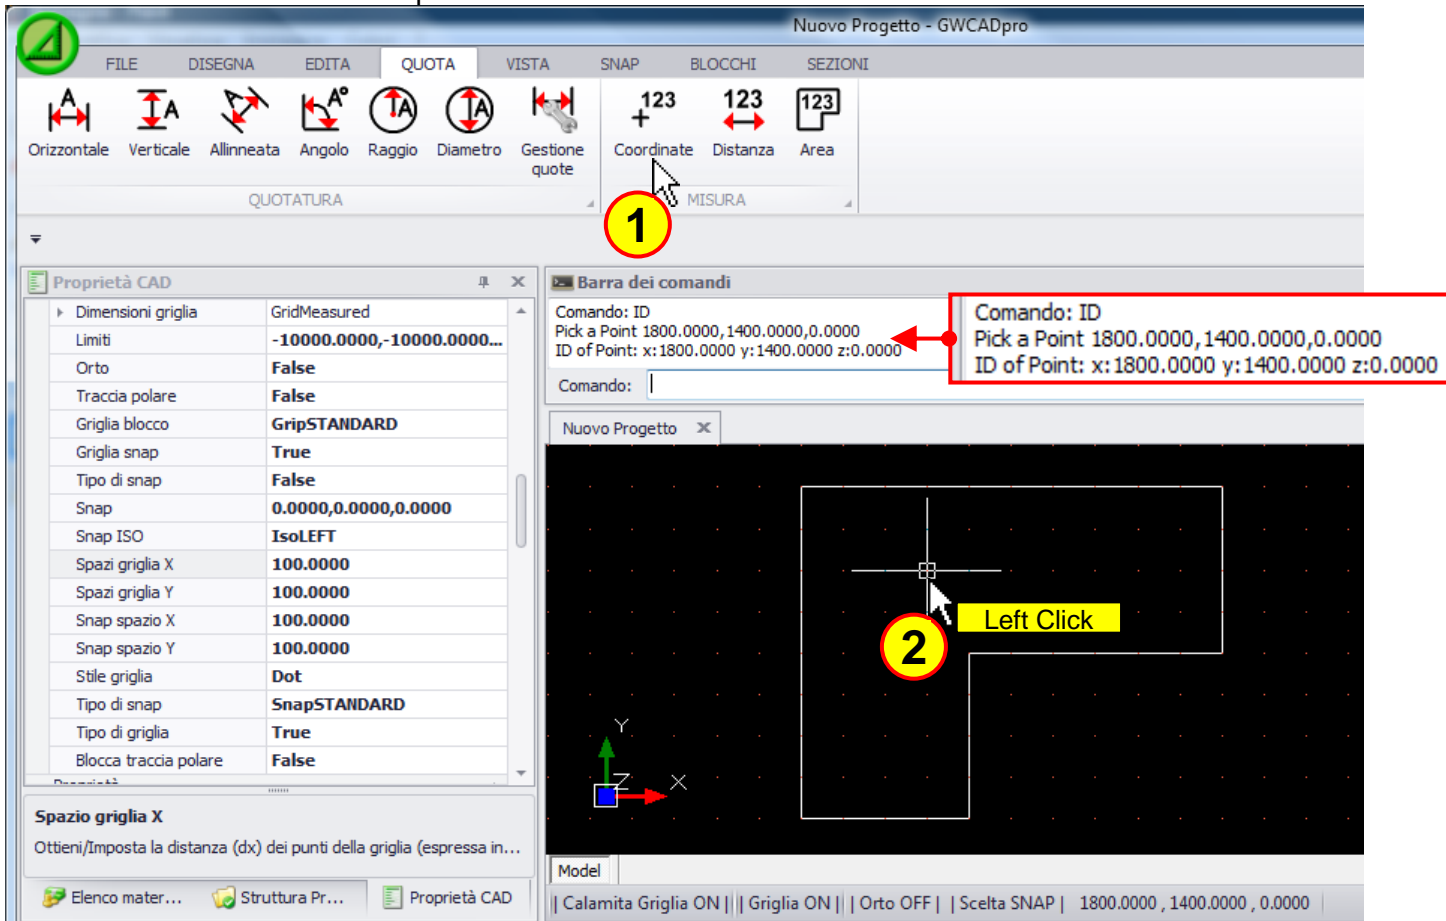 Nuovo Progetto - GWCADpro
FILE DISEGNA EDITA QUOTA VISTA SNAP BLOCCHI SEZIONI
Orizzontale Verticale Allinneata Angolo Raggio Diametro Gestione quote Coordinate Distanza Area
QUOTATURA MISURA
1
Proprietà CAD
Dimensioni griglia GridMeasured
Limiti -10000.0000,-10000.0000...
Orto False
Traccia polare False
Griglia blocco GripSTANDARD
Griglia snap True
Tipo di snap False
Snap 0.0000,0.0000,0.0000
Snap ISO IsoLEFT
Spazi griglia X 100.0000
Spazi griglia Y 100.0000
Snap spazio X 100.0000
Snap spazio Y 100.0000
Stile griglia Dot
Tipo di snap SnapSTANDARD
Tipo di griglia True
Blocca traccia polare False
Spazio griglia X
Ottieni/Imposta la distanza (dx) dei punti della griglia (espressa in...
Elenco mater... Struttura Pr... Proprietà CAD
Barra dei comandi
Comando: ID
Pick a Point 1800.0000,1400.0000,0.0000
ID of Point: x:1800.0000 y:1400.0000 z:0.0000
Comando:
Comando: ID
Pick a Point 1800.0000,1400.0000,0.0000
ID of Point: x:1800.0000 y:1400.0000 z:0.0000
Nuovo Progetto
Left Click
2
Y
Z X
Model
| Calamita Griglia ON | | Griglia ON | | Orto OFF | | Scelta SNAP | 1800.0000 , 1400.0000 , 0.0000